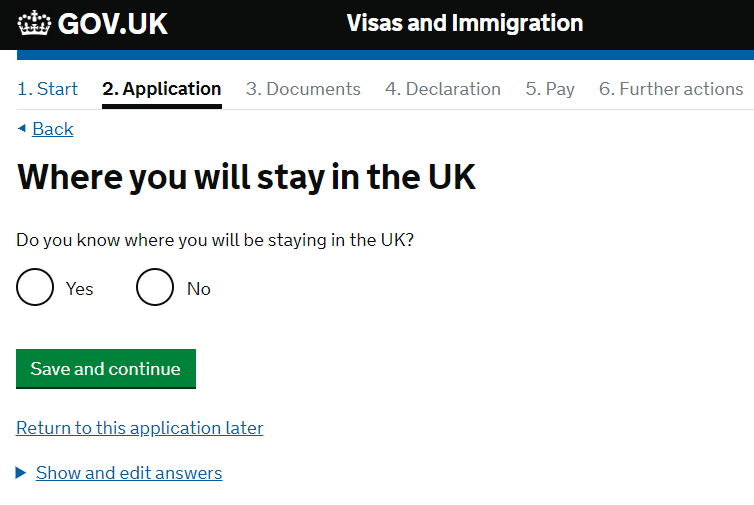 GOV.UK Visas and Immigration
1. Start 2. Application 3. Documents 4. Declaration 5. Pay 6. Further actions
Back
Where you will stay in the UK
Do you know where you will be staying in the UK?
Yes No
Save and continue
Return to this application later
Show and edit answers